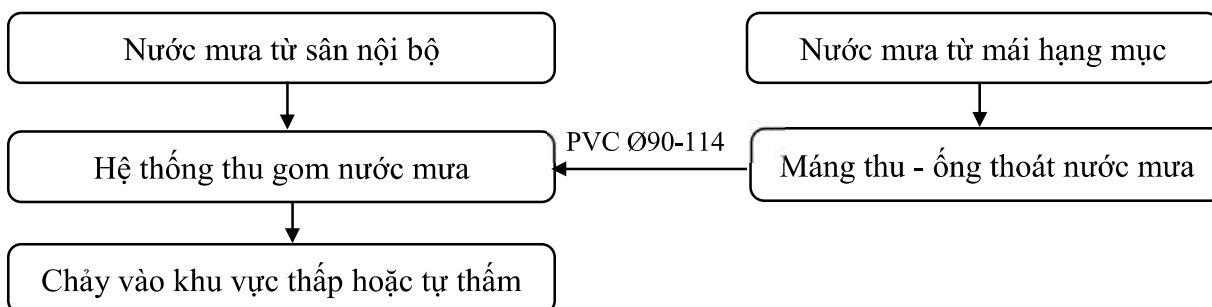 Nước mưa từ sân nội bộ
Nước mưa từ mái hạng mục
Hệ thống thu gom nước mưa
PVC Ø90-114
Máng thu - ống thoát nước mưa
Chảy vào khu vực thấp hoặc tự thấm